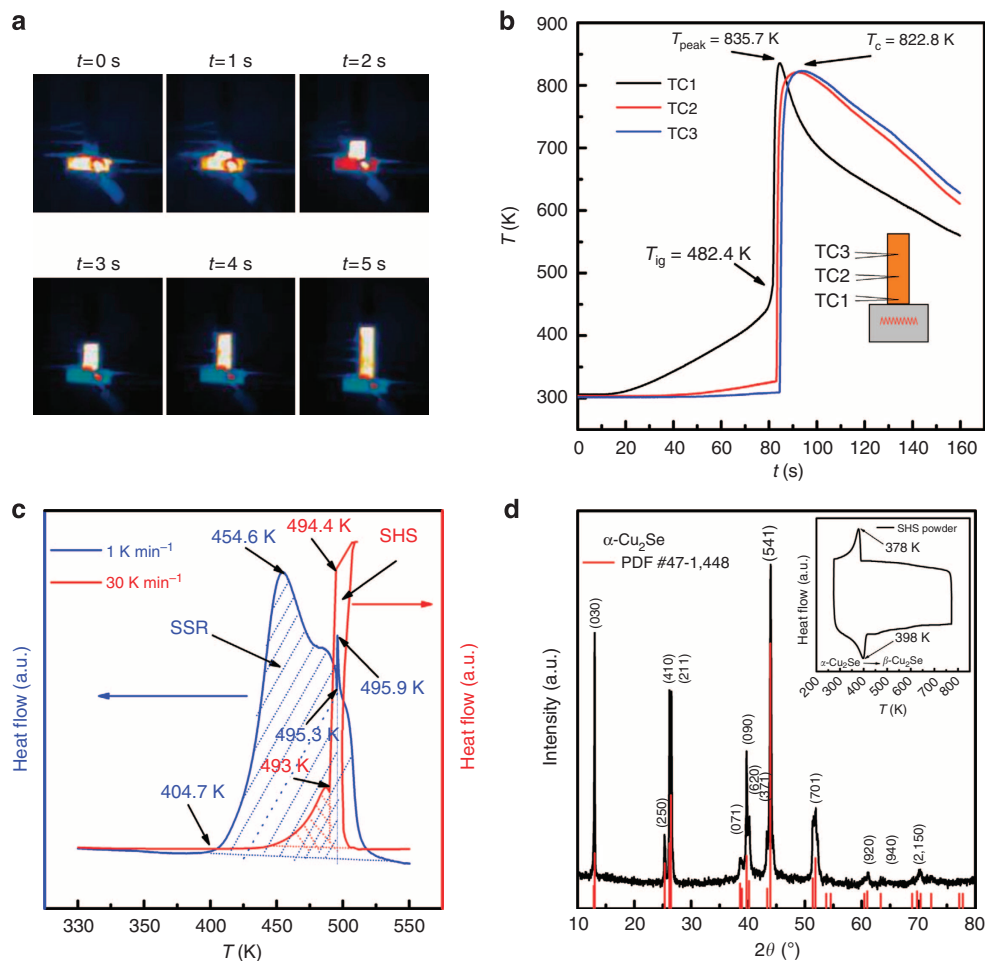 a
t=0 s
t=1 s
t=2 s
t=3 s
t=4 s
t=5 s
b
900
800
700
600
500
400
300
T (K)
T_peak = 835.7 K
T_c = 822.8 K
TC1
TC2
TC3
T_ig = 482.4 K
TC3
TC2
TC1
0 20 40 60 80 100 120 140 160
t (s)
c
1 K min⁻¹
30 K min⁻¹
454.6 K
494.4 K
SHS
SSR
495.9 K
495.3 K
493 K
404.7 K
Heat flow (a.u.)
Heat flow (a.u.)
350 400 450 500 550
T (K)
d
α-Cu₂Se
PDF #47-1,448
(030)
(250)
(410)
(211)
(071)
(090)
(620)
(371)
(541)
(701)
(920)
(940)
(2,150)
Intensity (a.u.)
10 20 30 40 50 60 70 80
2θ (°)
SHS powder
378 K
398 K
α-Cu₂Se → β-Cu₂Se
Heat flow (a.u.)
200 300 400 500 600 700 800
T (K)